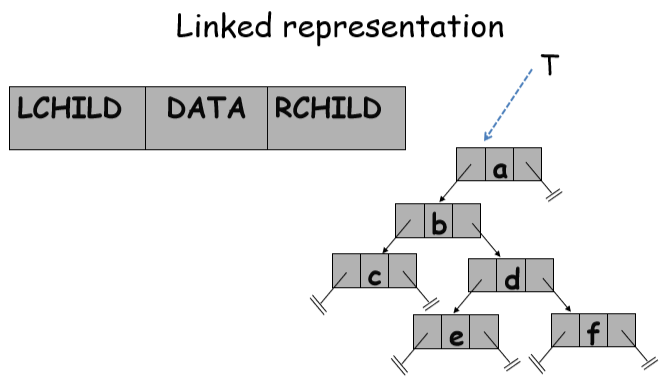 Linked representation
T
LCHILD DATA RCHILD
a
b
c d
e f